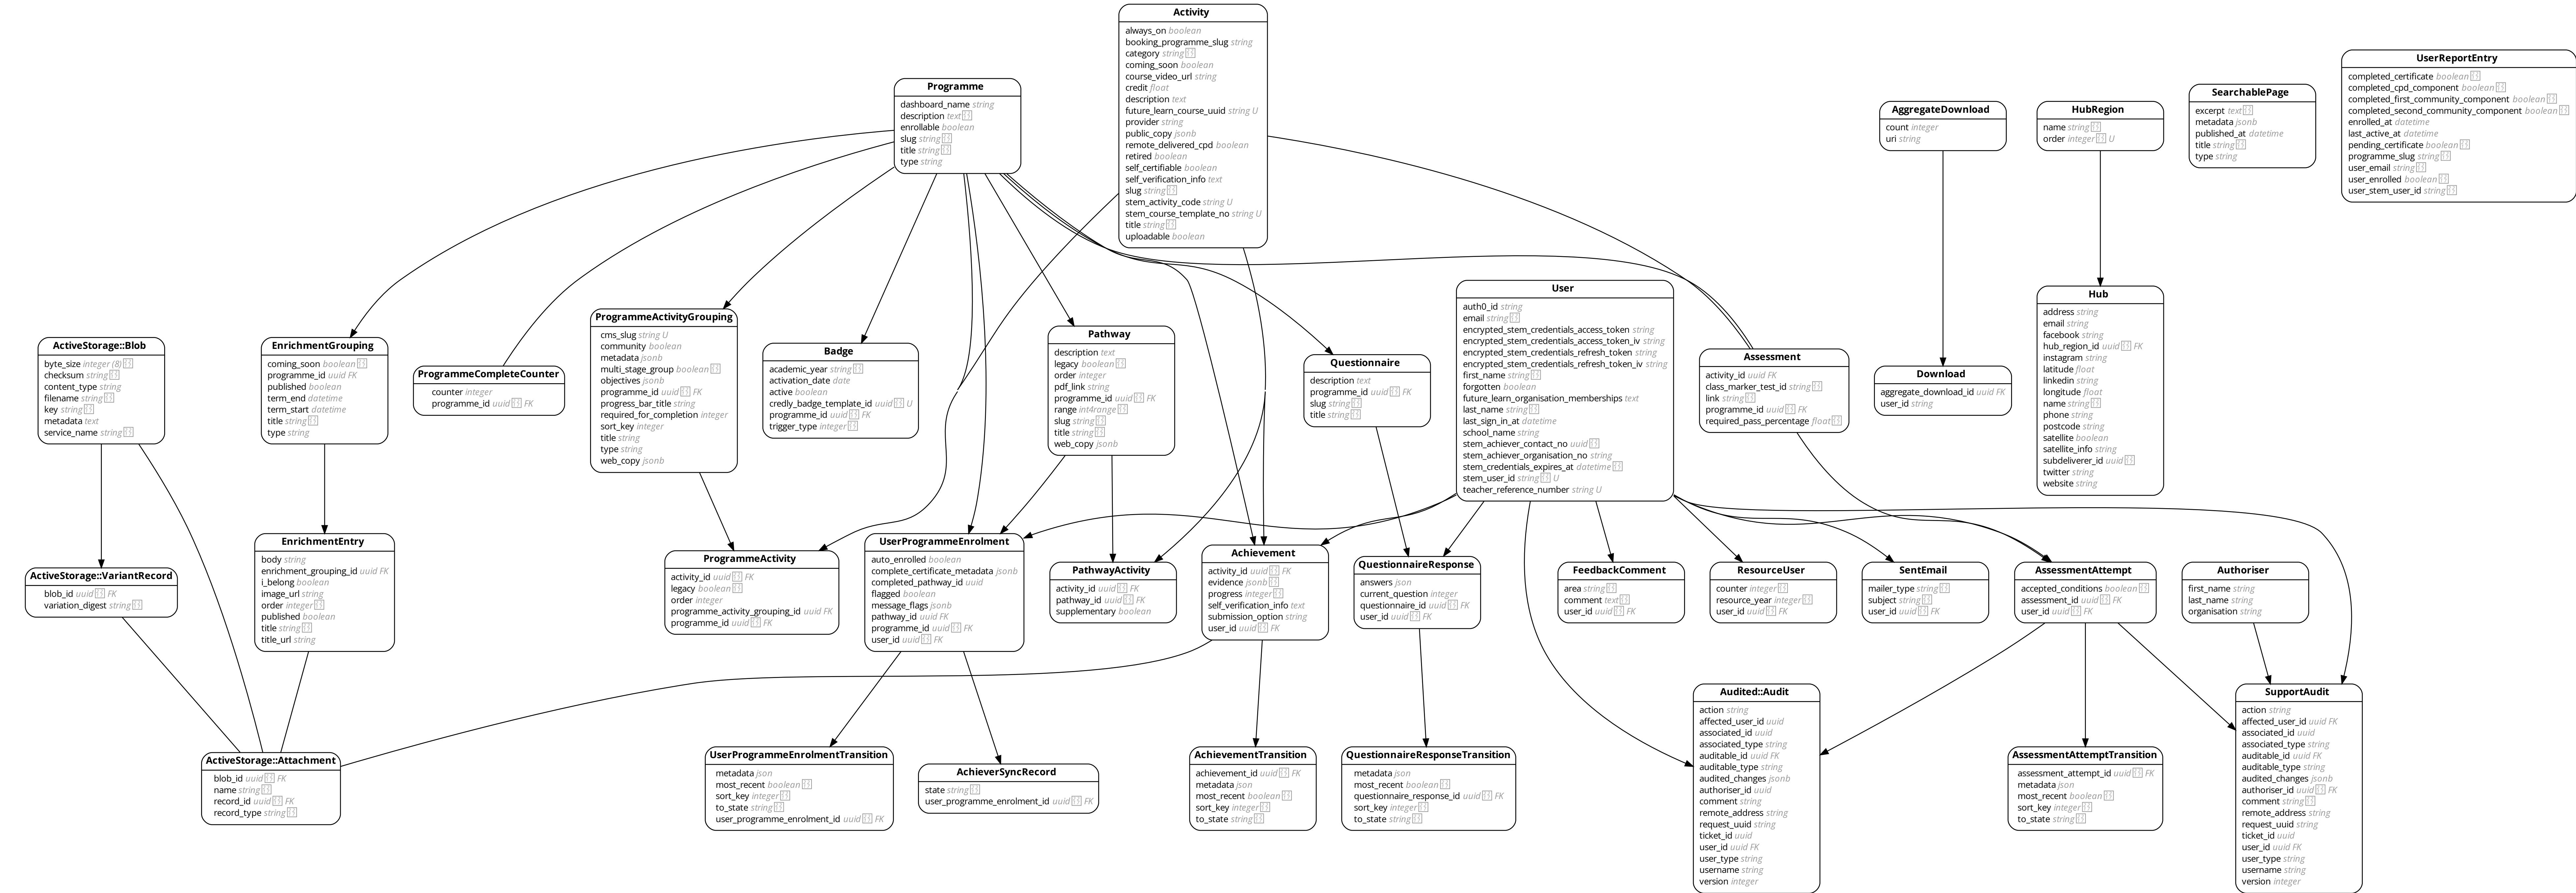 Activity
always_on boolean
booking_programme_slug string
category string
coming_soon boolean
course_video_url string
credit float
description text
future_learn_course_uuid string U
provider string
public_copy jsonb
remote_delivered_cpd boolean
retired boolean
self_certifiable boolean
self_verification_info text
slug string
stem_activity_code string U
stem_course_template_no string U
title string
uploadable boolean
Programme
dashboard_name string
description text
enrollable boolean
slug string
title string
type string
AggregateDownload
count integer
uri string
HubRegion
name string
order integer U
SearchablePage
excerpt text
metadata jsonb
published_at datetime
title string
type string
UserReportEntry
completed_certificate boolean
completed_cpd_component boolean
completed_first_community_component boolean
completed_second_community_component boolean
enrolled_at datetime
last_active_at datetime
pending_certificate boolean
programme_slug string
user_email string
user_enrolled boolean
user_stem_user_id string
ActiveStorage::Blob
byte_size integer (8)
checksum string
content_type string
filename string
key string
metadata text
service_name string
EnrichmentGrouping
coming_soon boolean
programme_id uuid FK
published boolean
term_end datetime
term_start datetime
title string
type string
ProgrammeCompleteCounter
counter integer
programme_id uuid FK
ProgrammeActivityGrouping
cms_slug string U
community boolean
metadata jsonb
multi_stage_group boolean
objectives jsonb
programme_id uuid FK
progress_bar_title string
required_for_completion integer
sort_key integer
title string
type string
web_copy jsonb
Badge
academic_year string
activation_date date
active boolean
credly_badge_template_id uuid U
programme_id uuid FK
trigger_type integer
Pathway
description text
legacy boolean
order integer
pdf_link string
programme_id uuid FK
range int4range
slug string
title string
web_copy jsonb
Questionnaire
description text
programme_id uuid FK
slug string
title string
User
auth0_id string
email string
encrypted_stem_credentials_access_token string
encrypted_stem_credentials_access_token_iv string
encrypted_stem_credentials_refresh_token string
encrypted_stem_credentials_refresh_token_iv string
first_name string
forgotten boolean
future_learn_organisation_memberships text
last_name string
last_sign_in_at datetime
school_name string
stem_achiever_contact_no uuid
stem_achiever_organisation_no string
stem_credentials_expires_at datetime
stem_user_id string U
teacher_reference_number string U
Assessment
activity_id uuid FK
class_marker_test_id string
link string
programme_id uuid FK
required_pass_percentage float
Download
aggregate_download_id uuid FK
user_id string
Hub
address string
email string
facebook string
hub_region_id uuid FK
instagram string
latitude float
linkedin string
longitude float
name string
phone string
postcode string
satellite boolean
satellite_info string
subdeliverer_id uuid
twitter string
website string
ActiveStorage::VariantRecord
blob_id uuid FK
variation_digest string
EnrichmentEntry
body string
enrichment_grouping_id uuid FK
i_belong boolean
image_url string
order integer
published boolean
title string
title_url string
ProgrammeActivity
activity_id uuid FK
legacy boolean
order integer
programme_activity_grouping_id uuid FK
programme_id uuid FK
UserProgrammeEnrolment
auto_enrolled boolean
complete_certificate_metadata jsonb
completed_pathway_id uuid
flagged boolean
message_flags jsonb
pathway_id uuid FK
programme_id uuid FK
user_id uuid FK
PathwayActivity
activity_id uuid FK
pathway_id uuid FK
supplementary boolean
Achievement
activity_id uuid FK
evidence jsonb
progress integer
self_verification_info text
submission_option string
user_id uuid FK
QuestionnaireResponse
answers json
current_question integer
questionnaire_id uuid FK
user_id uuid FK
FeedbackComment
area string
comment text
user_id uuid FK
ResourceUser
counter integer
resource_year integer
user_id uuid FK
SentEmail
mailer_type string
subject string
user_id uuid FK
AssessmentAttempt
accepted_conditions boolean
assessment_id uuid FK
user_id uuid FK
Authoriser
first_name string
last_name string
organisation string
ActiveStorage::Attachment
blob_id uuid FK
name string
record_id uuid FK
record_type string
UserProgrammeEnrolmentTransition
metadata json
most_recent boolean
sort_key integer
to_state string
user_programme_enrolment_id uuid FK
AchieverSyncRecord
state string
user_programme_enrolment_id uuid FK
AchievementTransition
achievement_id uuid FK
metadata json
most_recent boolean
sort_key integer
to_state string
QuestionnaireResponseTransition
metadata json
most_recent boolean
questionnaire_response_id uuid FK
sort_key integer
to_state string
Audited::Audit
action string
affected_user_id uuid
associated_id uuid
associated_type string
auditable_id uuid FK
auditable_type string
audited_changes jsonb
authoriser_id uuid
comment string
remote_address string
request_uuid string
ticket_id uuid
user_id uuid FK
user_type string
username string
version integer
AssessmentAttemptTransition
assessment_attempt_id uuid FK
metadata json
most_recent boolean
sort_key integer
to_state string
SupportAudit
action string
affected_user_id uuid FK
associated_id uuid
associated_type string
auditable_id uuid FK
auditable_type string
audited_changes jsonb
authoriser_id uuid FK
comment string
remote_address string
request_uuid string
ticket_id uuid
user_id uuid FK
user_type string
username string
version integer